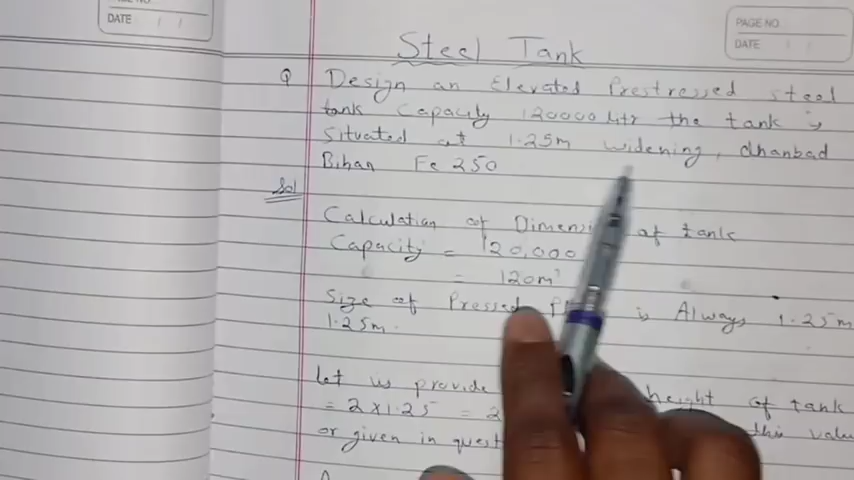 PAGE NO.
DATE / /
DATE / /
Steel Tank
Q Design an Elevated Prestressed steel
tank Capacity 120000 litr the tank is
Situated at 1.25m widening, dhanbad
Bihar Fe 250
Sol
Calculation of Dimensi of tank
Capacity = 120,000
= 120m³
Size of Pressed Pl is Always 1.25m
1.25m.
let us provide height of tank
= 2 x 1.25 = 2 this valu
or given in quest